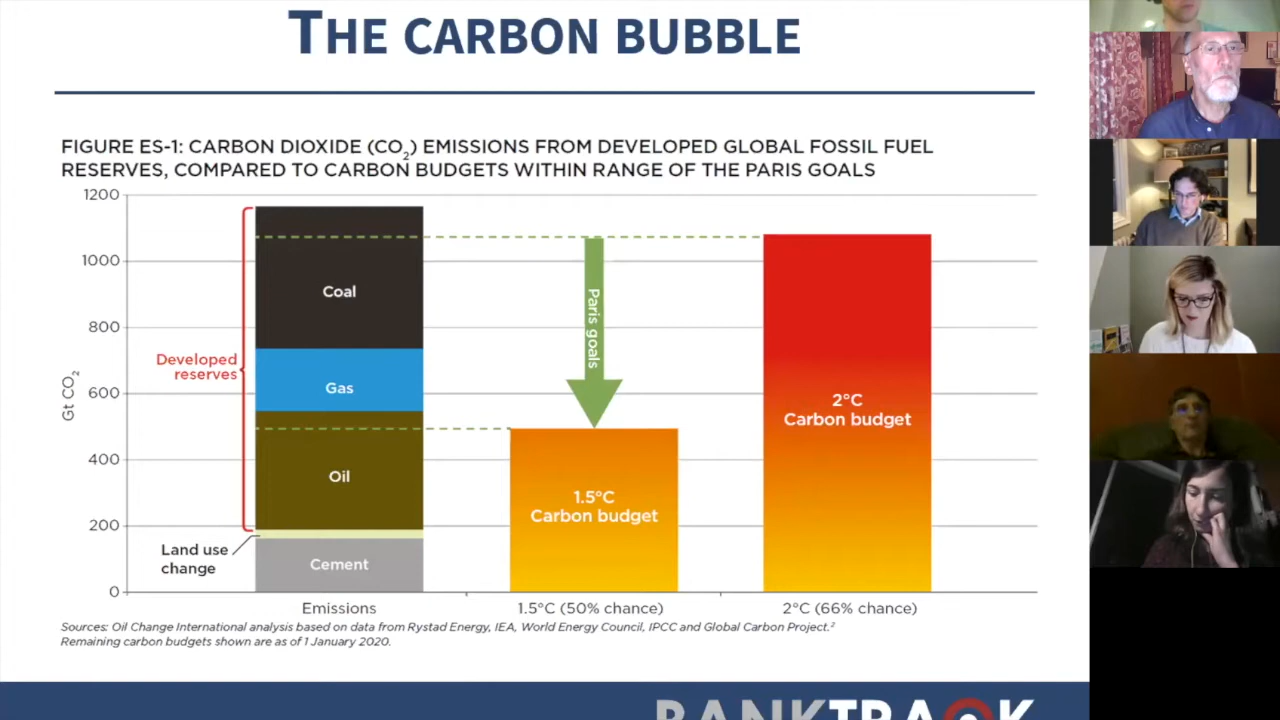 THE CARBON BUBBLE
FIGURE ES-1: CARBON DIOXIDE (CO2) EMISSIONS FROM DEVELOPED GLOBAL FOSSIL FUEL
RESERVES, COMPARED TO CARBON BUDGETS WITHIN RANGE OF THE PARIS GOALS
1200
1000
800
600
400
200
0
Gt CO2
Developed
reserves
Land use
change
Coal
Gas
Oil
Cement
Paris goals
1.5°C
Carbon budget
2°C
Carbon budget
Emissions
1.5°C (50% chance)
2°C (66% chance)
Sources: Oil Change International analysis based on data from Rystad Energy, IEA, World Energy Council, IPCC and Global Carbon Project.2
Remaining carbon budgets shown are as of 1 January 2020.
BANKTRACK